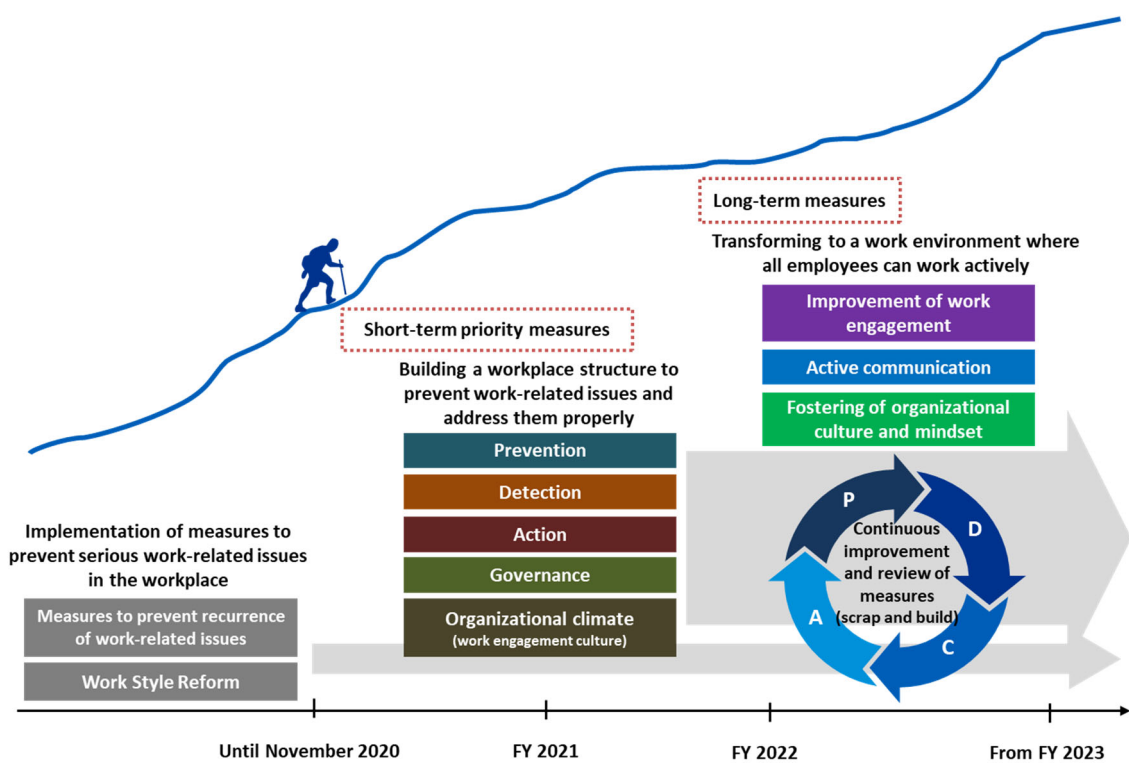 Long-term measures
Transforming to a work environment where
all employees can work actively
Improvement of work
engagement
Active communication
Fostering of organizational
culture and mindset
Short-term priority measures
Building a workplace structure to
prevent work-related issues and
address them properly
Prevention
Detection
Action
Governance
Organizational climate
(work engagement culture)
Implementation of measures to
prevent serious work-related issues
in the workplace
Measures to prevent recurrence
of work-related issues
Work Style Reform
P
D
C
A
Continuous
improvement
and review of
measures
(scrap and build)
Until November 2020
FY 2021
FY 2022
From FY 2023